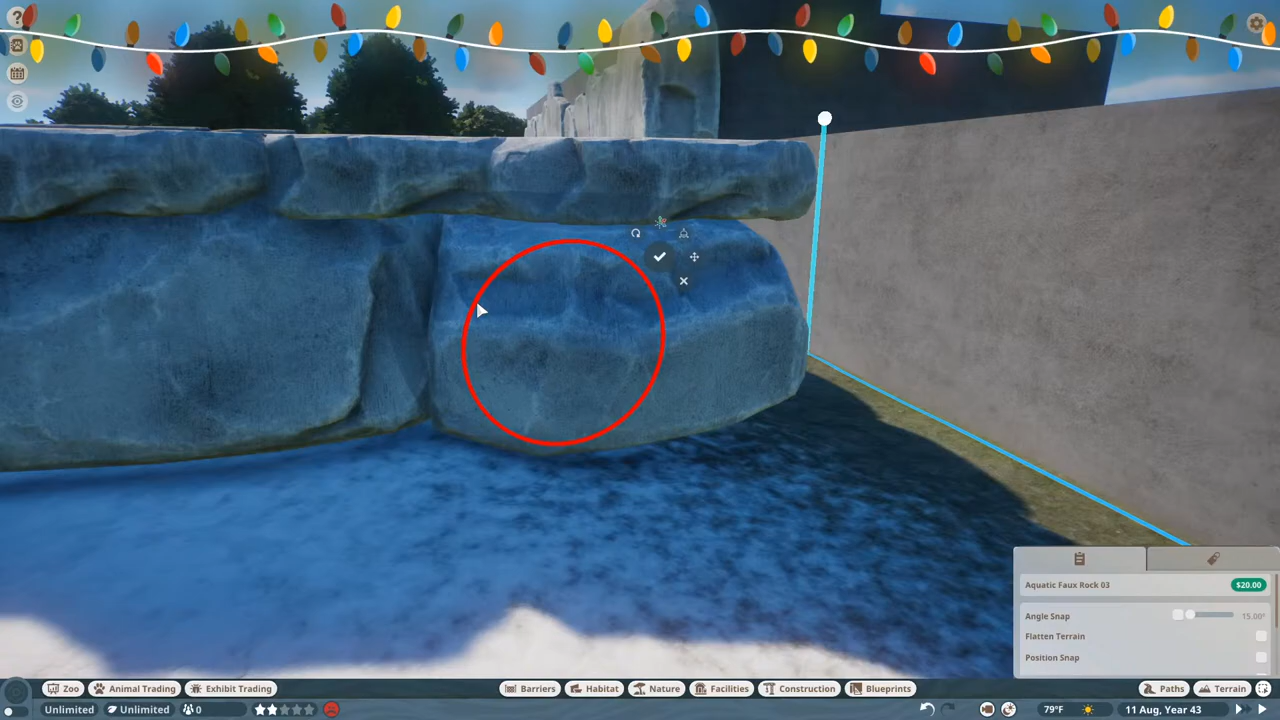 ?
Aquatic Faux Rock 03 $20.00
Angle Snap 15.00°
Flatten Terrain
Position Snap
Zoo Animal Trading Exhibit Trading Barriers Habitat Nature Facilities Construction Blueprints Paths Terrain
Unlimited Unlimited 0 79°F 11 Aug, Year 43